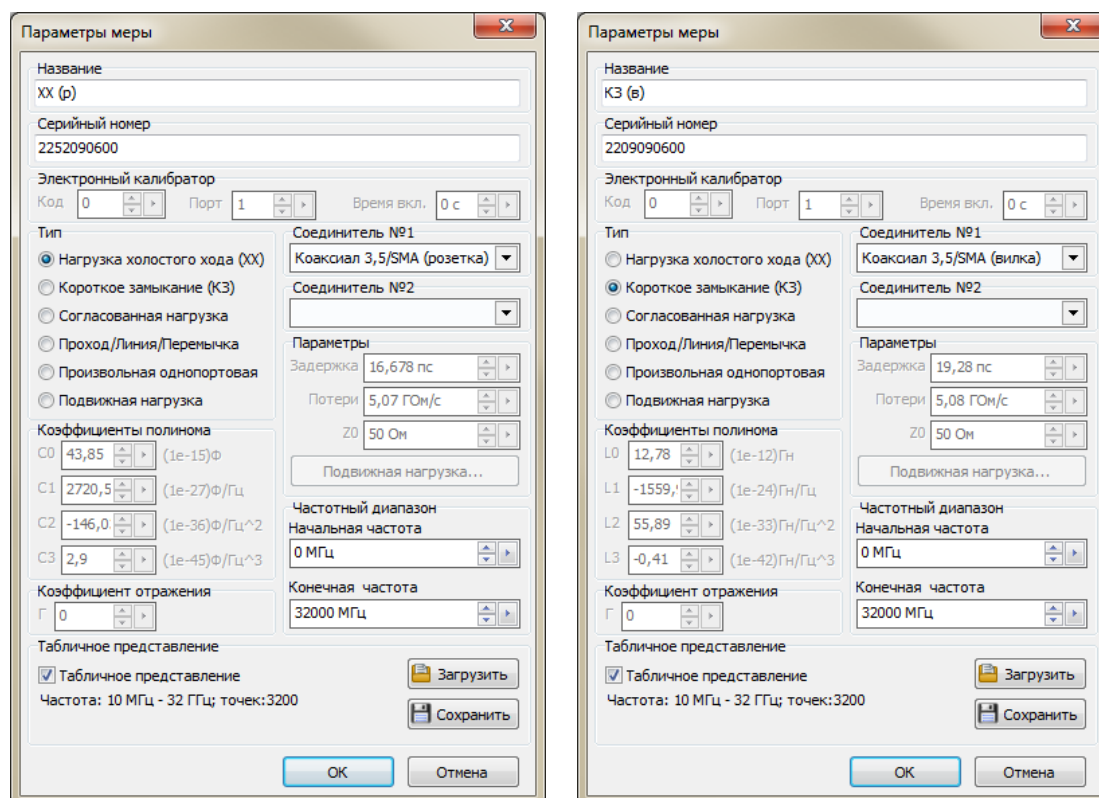 Параметры меры
Название
ХХ (р)
Серийный номер
2252090600
Электронный калибратор
Код 0 Порт 1 Время вкл. 0 с
Тип
Нагрузка холостого хода (ХХ)
Короткое замыкание (КЗ)
Согласованная нагрузка
Проход/Линия/Перемычка
Произвольная однопортовая
Подвижная нагрузка
Соединитель №1
Коаксиал 3,5/SMA (розетка)
Соединитель №2
Параметры
Задержка 16,678 пс
Потери 5,07 ГОм/с
Z0 50 Ом
Подвижная нагрузка...
Коэффициенты полинома
C0 43,85 (1e-15)Ф
C1 2720,5 (1e-27)Ф/Гц
C2 -146,0 (1e-36)Ф/Гц^2
C3 2,9 (1e-45)Ф/Гц^3
Частотный диапазон
Начальная частота
0 МГц
Конечная частота
32000 МГц
Коэффициент отражения
Г 0
Табличное представление
Табличное представление
Частота: 10 МГц - 32 ГГц; точек:3200
Загрузить
Сохранить
ОК
Отмена
Параметры меры
Название
КЗ (в)
Серийный номер
2209090600
Электронный калибратор
Код 0 Порт 1 Время вкл. 0 с
Тип
Нагрузка холостого хода (ХХ)
Короткое замыкание (КЗ)
Согласованная нагрузка
Проход/Линия/Перемычка
Произвольная однопортовая
Подвижная нагрузка
Соединитель №1
Коаксиал 3,5/SMA (вилка)
Соединитель №2
Параметры
Задержка 19,28 пс
Потери 5,08 ГОм/с
Z0 50 Ом
Подвижная нагрузка...
Коэффициенты полинома
L0 12,78 (1e-12)Гн
L1 -1559, (1e-24)Гн/Гц
L2 55,89 (1e-33)Гн/Гц^2
L3 -0,41 (1e-42)Гн/Гц^3
Частотный диапазон
Начальная частота
0 МГц
Конечная частота
32000 МГц
Коэффициент отражения
Г 0
Табличное представление
Табличное представление
Частота: 10 МГц - 32 ГГц; точек:3200
Загрузить
Сохранить
ОК
Отмена